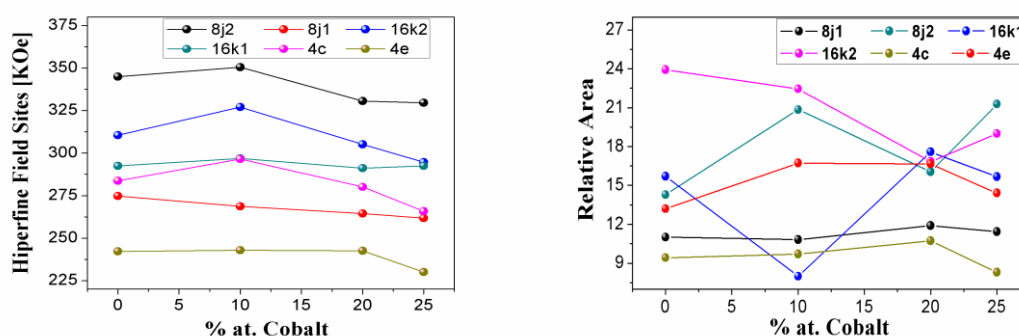 375
350
325
300
275
250
225
Hiperfine Field Sites [KOe]
8j2 8j1 16k2
16k1 4c 4e
0 5 10 15 20 25
% at. Cobalt
27
24
21
18
15
12
9
Relative Area
8j1 8j2 16k1
16k2 4c 4e
0 5 10 15 20 25
% at. Cobalt